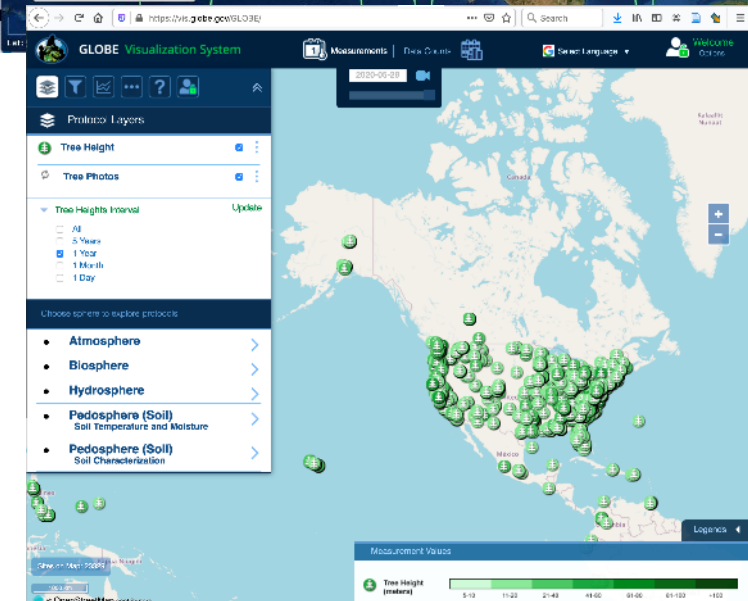 https://vis.globe.gov/GLOBE/
Search
GLOBE Visualization System
1
Measurements
Data Counts
G Select Language
Welcome
Options
2020-05-28
?
Protocol Layers
Tree Height
Tree Photos
Tree Heights Interval
Update
All
5 Years
1 Year
1 Month
1 Day
Choose sphere to explore protocols
Atmosphere
Biosphere
Hydrosphere
Pedosphere (Soil)
Soil Temperature and Moisture
Pedosphere (Soil)
Soil Characterization
Canada
México
+
−
Legends
Measurement Values
Tree Height
(meters)
5-10
11-20
21-40
41-60
61-80
81-100
>100